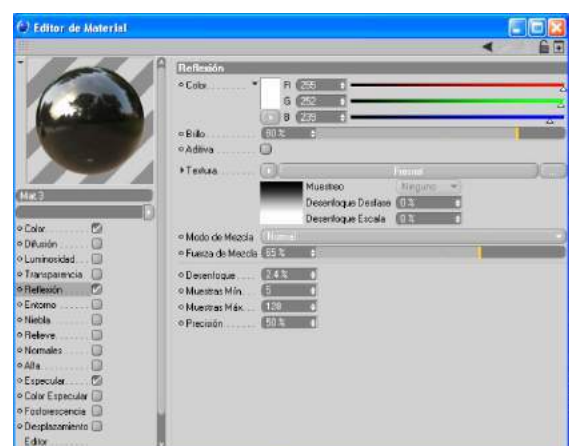 Editor de Material
Reflexión
Color R 255
G 252
B 239
Brillo 80 %
Aditiva
Textura Fresnel ...
Muestreo Ninguno
Desenfoque Desfase 0 %
Desenfoque Escala 0 %
Modo de Mezcla Normal
Fuerza de Mezcla 65 %
Desenfoque 2.4 %
Muestras Mín. 5
Muestras Máx. 128
Precisión 50 %
Mat.3
Color
Difusión
Luminosidad
Transparencia
Reflexión
Entorno
Niebla
Relieve
Normales
Alfa
Especular
Color Especular
Fosforescencia
Desplazamiento
Editor